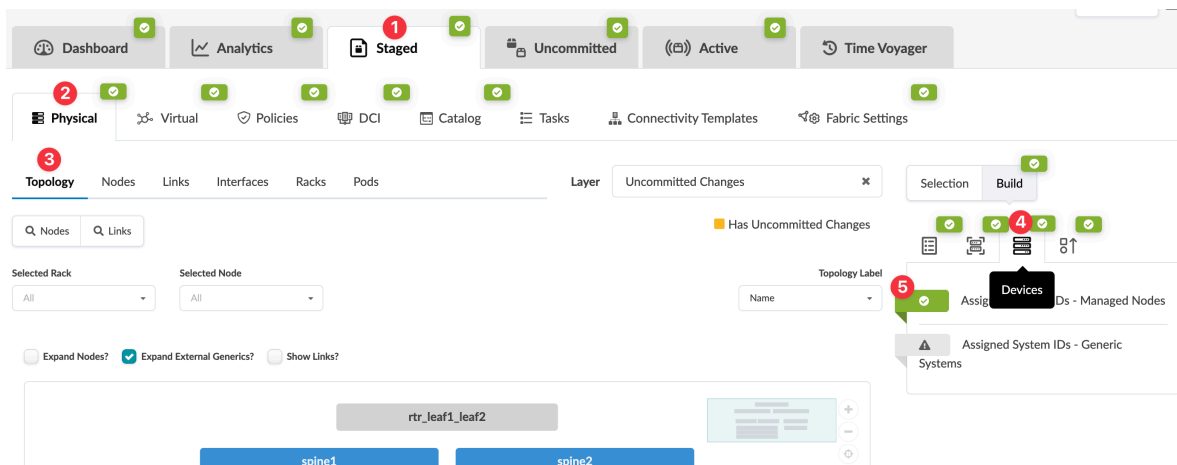 1
Dashboard
Analytics
Staged
Uncommitted
Active
Time Voyager
2
Physical
Virtual
Policies
DCI
Catalog
Tasks
Connectivity Templates
Fabric Settings
3
Topology
Nodes
Links
Interfaces
Racks
Pods
Layer
Uncommitted Changes
Selection
Build
Nodes
Links
Has Uncommitted Changes
4
Selected Rack
Selected Node
Topology Label
All
All
Name
Devices
5
Assig
Ds - Managed Nodes
Assigned System IDs - Generic
Systems
Expand Nodes?
Expand External Generics?
Show Links?
rtr_leaf1_leaf2
spine1
spine2